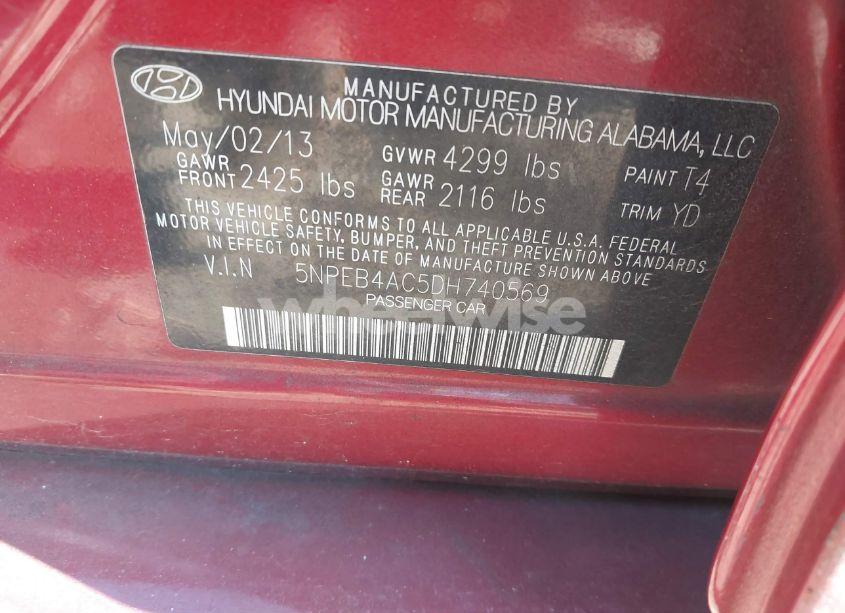 MANUFACTURED BY
HYUNDAI MOTOR MANUFACTURING ALABAMA, LLC
May/02/13 GVWR 4299 lbs PAINT T4
GAWR FRONT 2425 lbs GAWR REAR 2116 lbs TRIM YD
THIS VEHICLE CONFORMS TO ALL APPLICABLE U.S.A. FEDERAL
MOTOR VEHICLE SAFETY, BUMPER, AND THEFT PREVENTION STANDARDS
IN EFFECT ON THE DATE OF MANUFACTURE SHOWN ABOVE
V.I.N 5NPEB4AC5DH740569
PASSENGER CAR
wheelwise